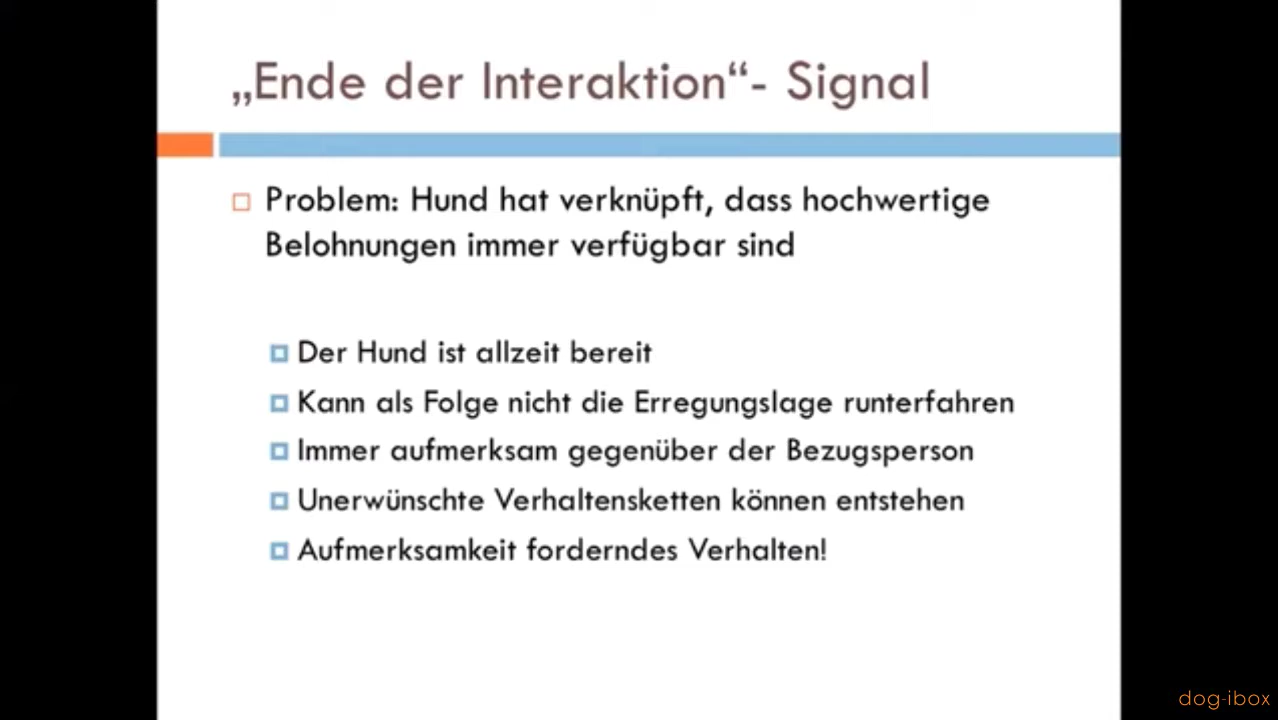 „Ende der Interaktion“- Signal
Problem: Hund hat verknüpft, dass hochwertige
Belohnungen immer verfügbar sind
Der Hund ist allzeit bereit
Kann als Folge nicht die Erregungslage runterfahren
Immer aufmerksam gegenüber der Bezugsperson
Unerwünschte Verhaltensketten können entstehen
Aufmerksamkeit forderndes Verhalten!
dog-ibox